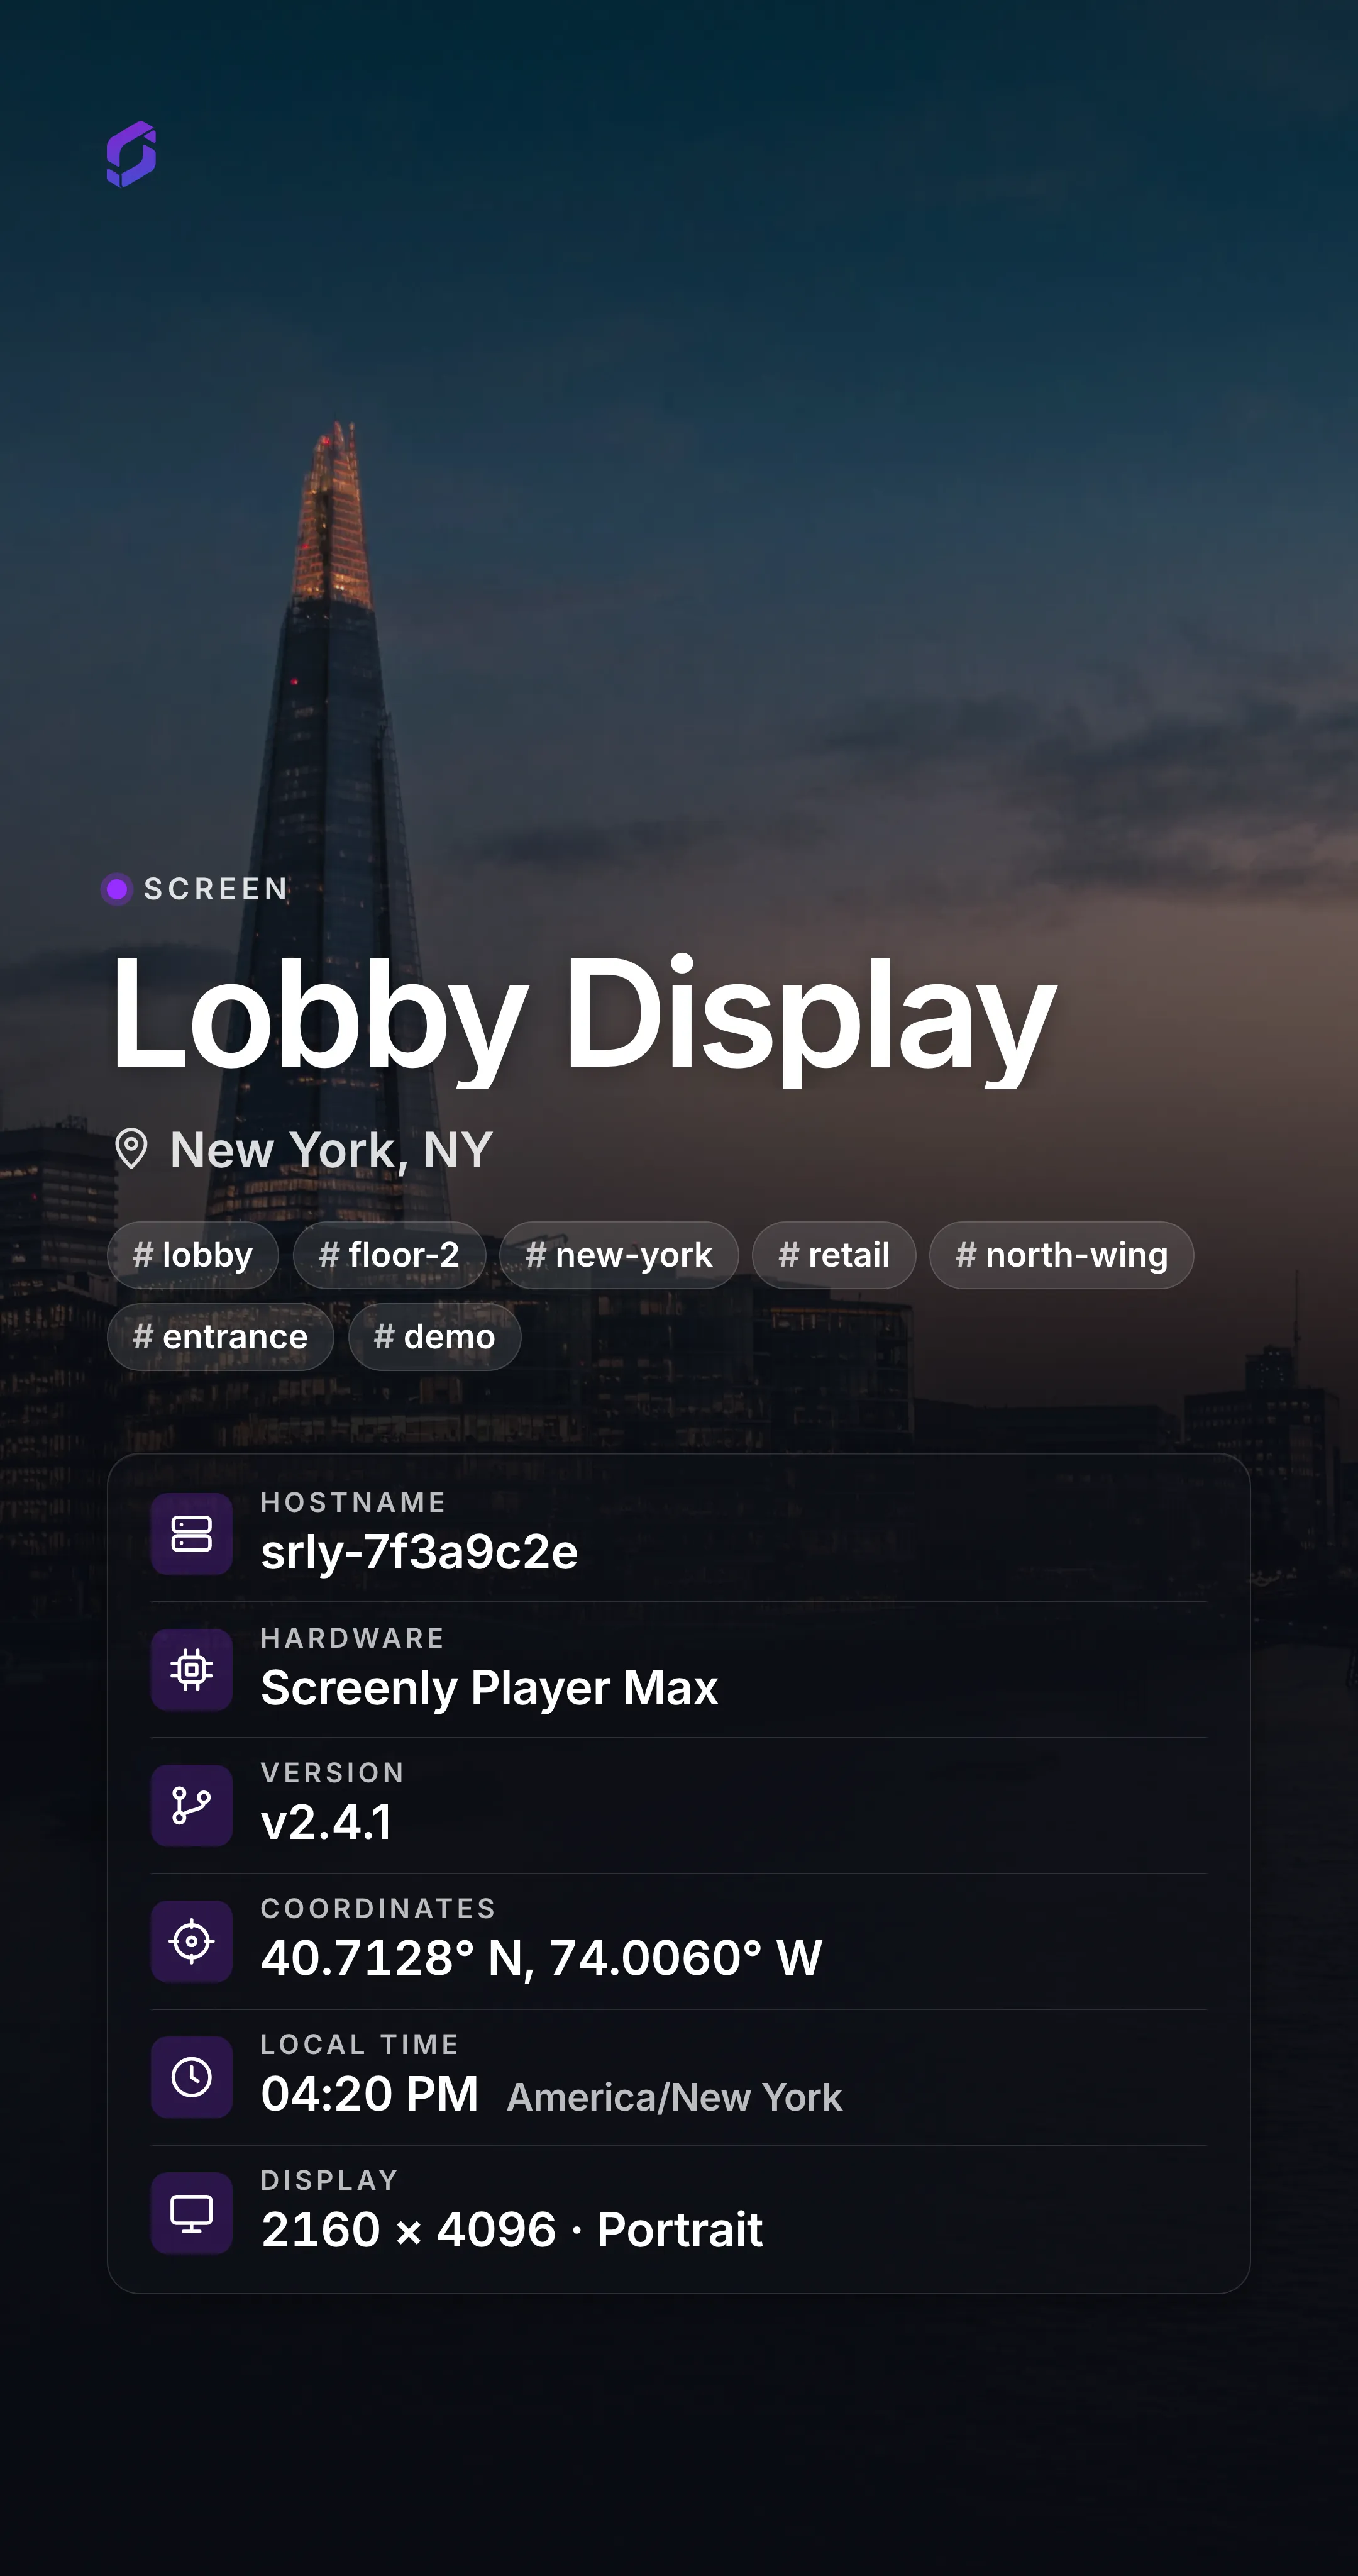 SCREEN
Lobby Display
New York, NY
# lobby # floor-2 # new-york # retail # north-wing
# entrance # demo
HOSTNAME
srly-7f3a9c2e
HARDWARE
Screenly Player Max
VERSION
v2.4.1
COORDINATES
40.7128° N, 74.0060° W
LOCAL TIME
04:20 PM America/New York
DISPLAY
2160 × 4096 · Portrait